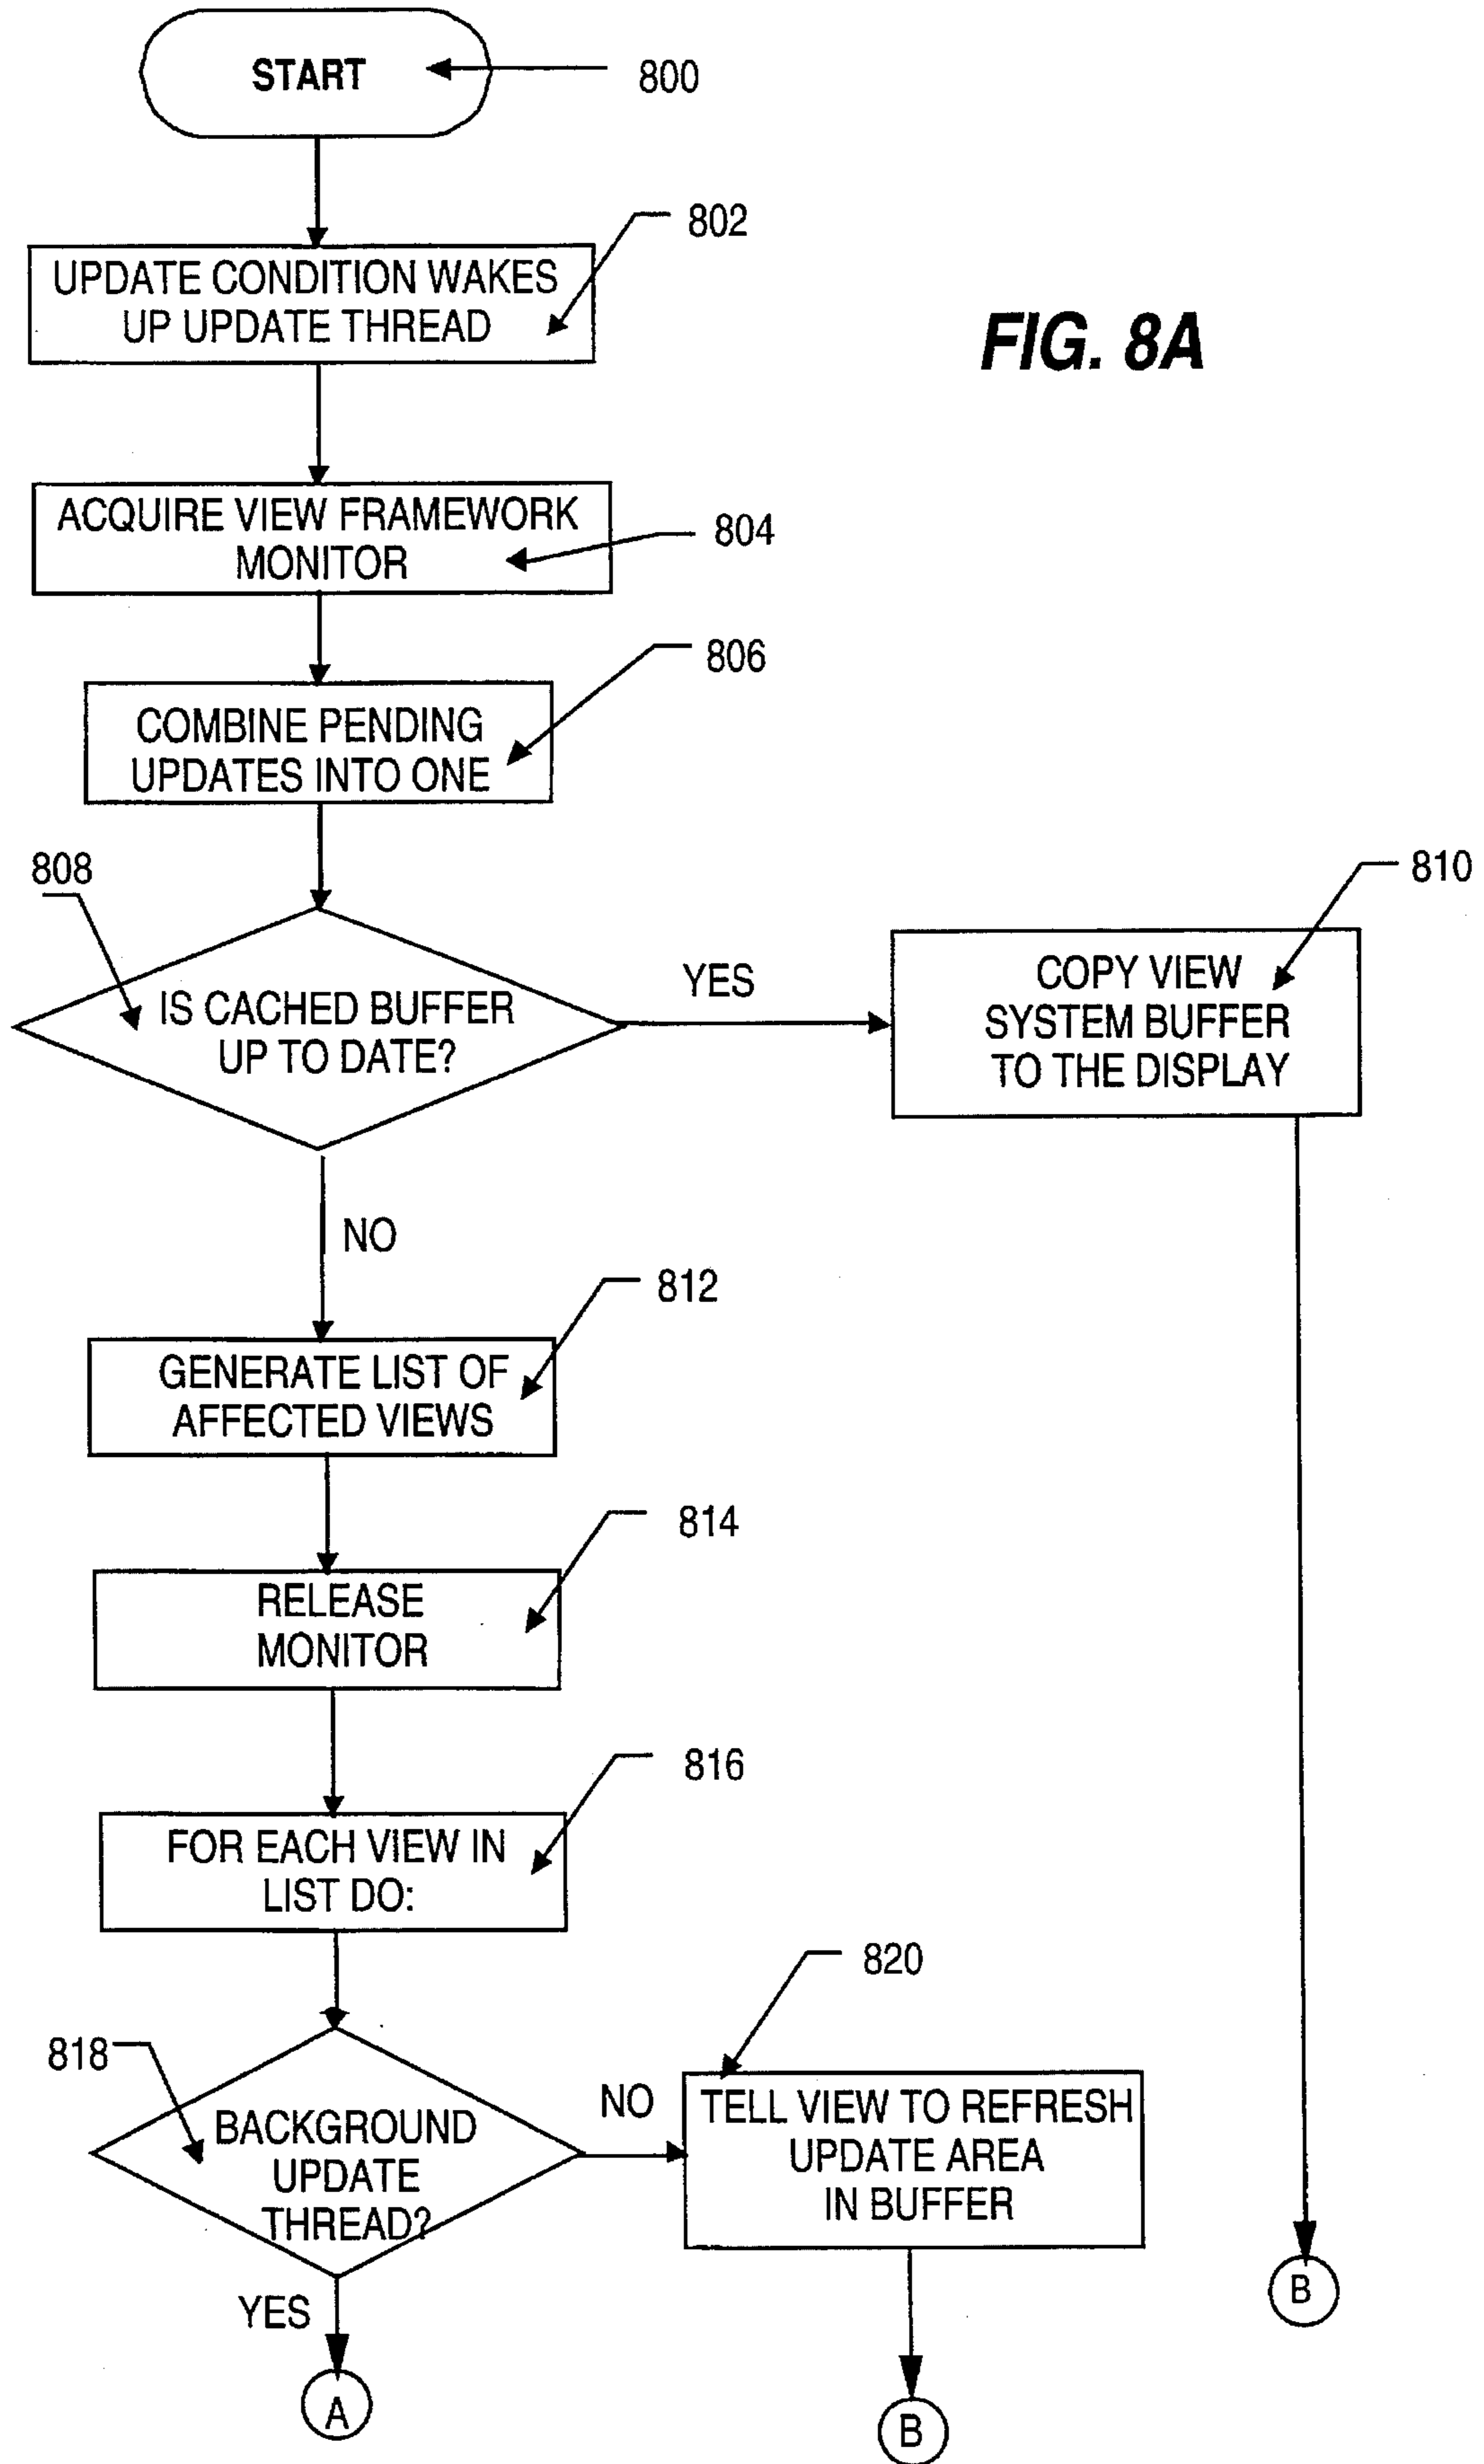 START
800
802
UPDATE CONDITION WAKES
UP UPDATE THREAD
FIG. 8A
ACQUIRE VIEW FRAMEWORK
MONITOR
804
806
COMBINE PENDING
UPDATES INTO ONE
808
810
IS CACHED BUFFER
UP TO DATE?
YES
COPY VIEW
SYSTEM BUFFER
TO THE DISPLAY
NO
812
GENERATE LIST OF
AFFECTED VIEWS
814
RELEASE
MONITOR
816
FOR EACH VIEW IN
LIST DO:
820
818
BACKGROUND
UPDATE
THREAD?
NO
TELL VIEW TO REFRESH
UPDATE AREA
IN BUFFER
YES
B
A
B